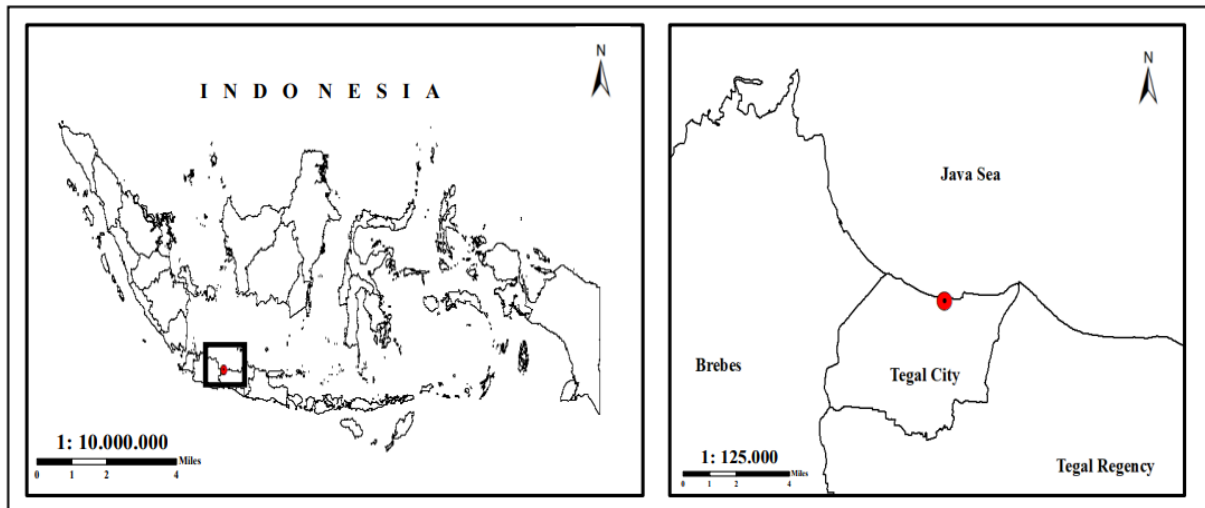 N
I N D O N E S I A
1: 10.000.000
Miles
0 1 2 4
N
Java Sea
Brebes
Tegal City
1: 125.000
Miles
0 1 2 4
Tegal Regency